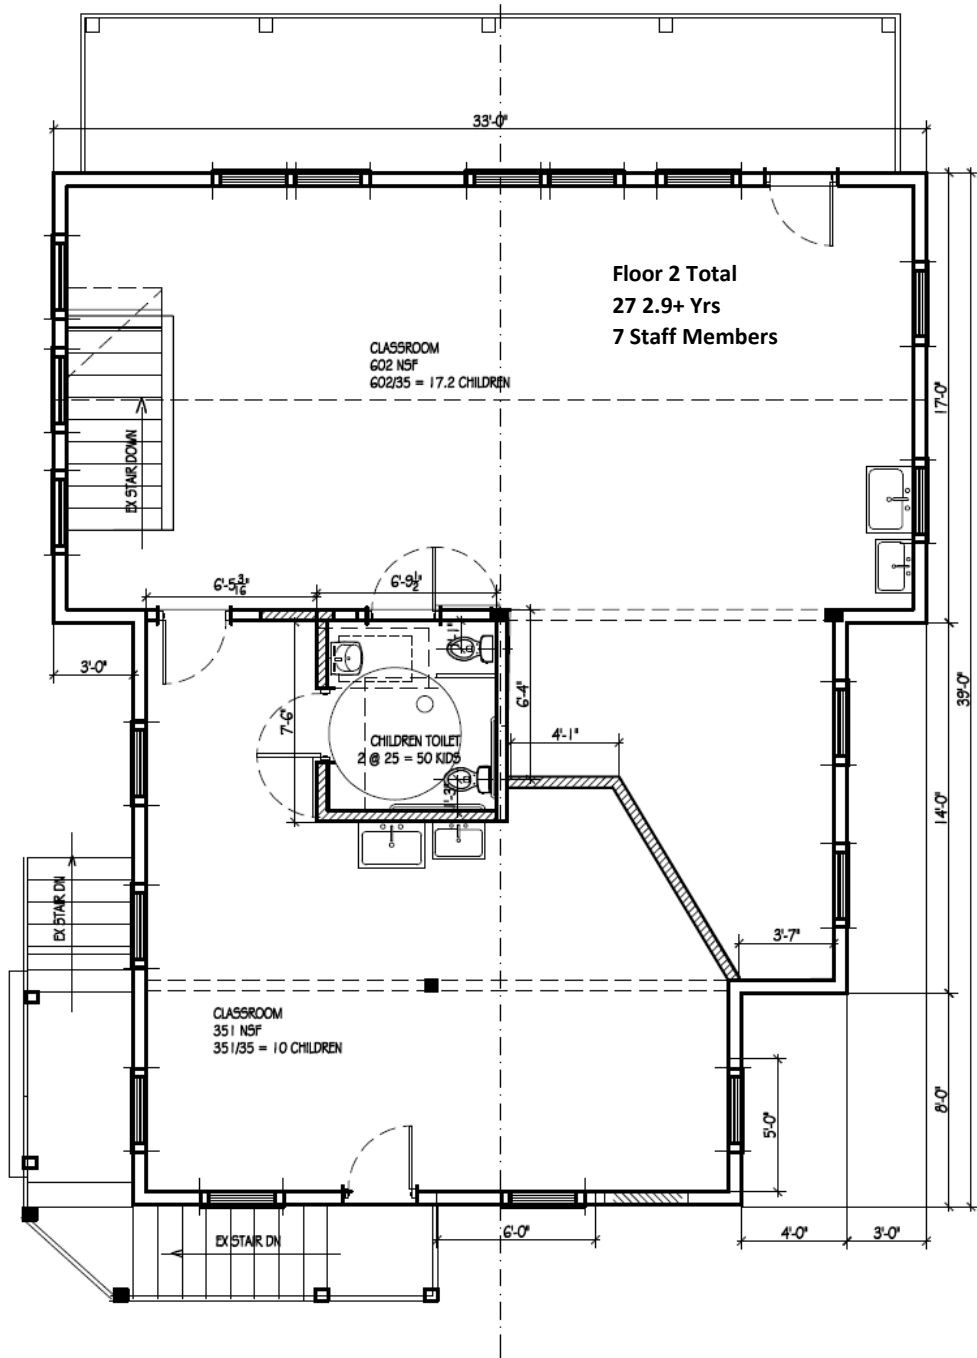 33'-0"
Floor 2 Total
27 2.9+ Yrs
7 Staff Members
CLASSROOM
602 NSF
602/35 = 17.2 CHILDREN
17'-0"
EX STAIR DOWN
6'-5 3/16"
6'-9 1/2"
3'-0"
1'-1"
6'-4"
39'-0"
7'-6"
4'-1"
CHILDREN TOILET
2 @ 25 = 50 KIDS
1'-3"
14'-0"
EX STAIR DN
3'-7"
CLASSROOM
351 NSF
351/35 = 10 CHILDREN
5'-0"
8'-0"
EX STAIR DN
6'-0"
4'-0"
3'-0"